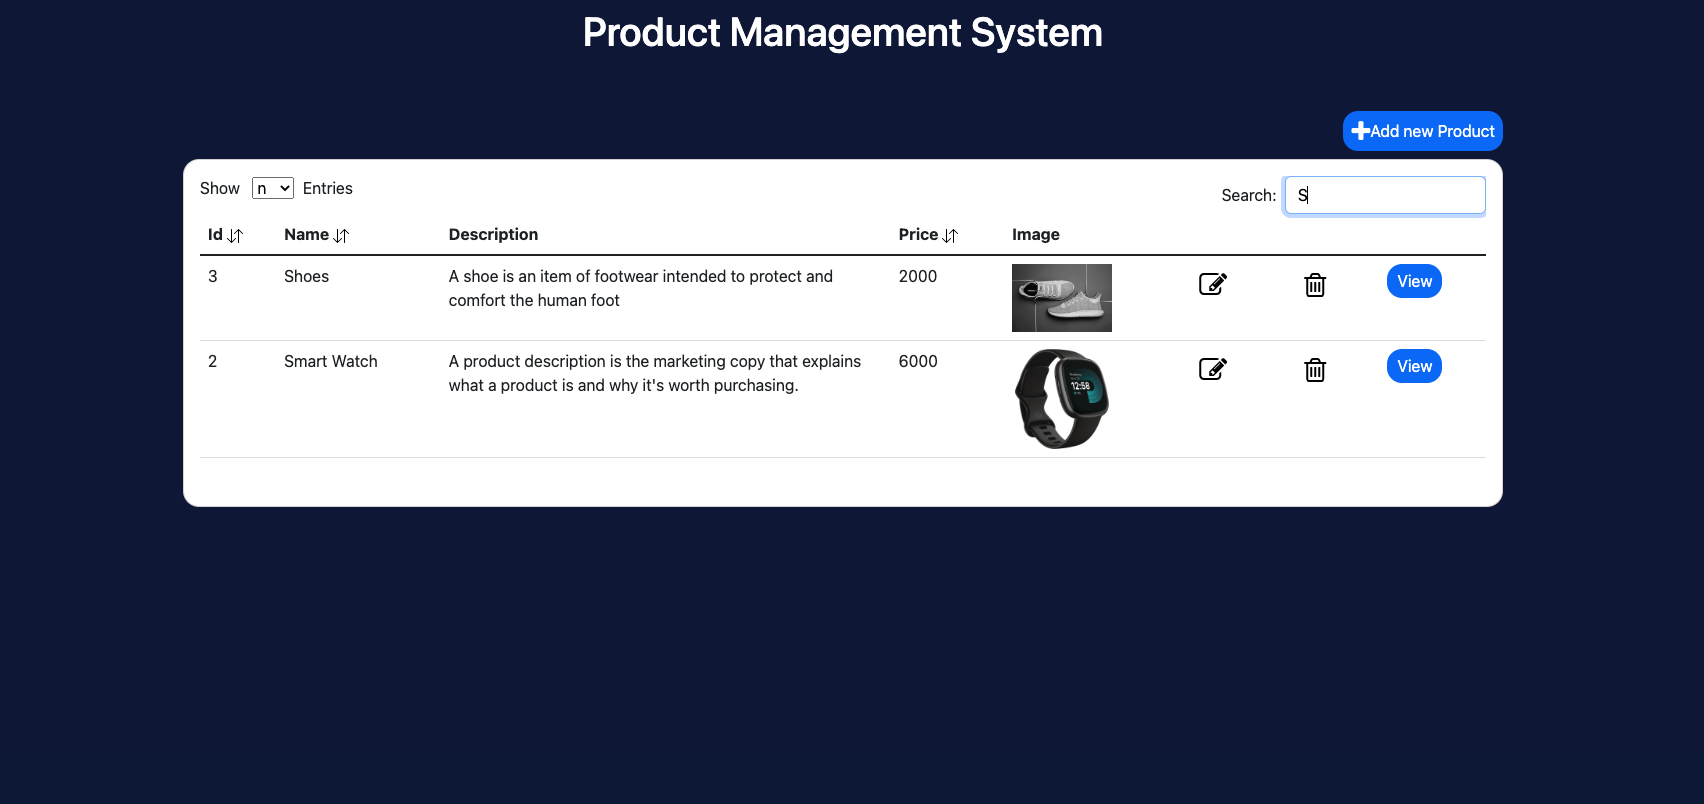 Product Management System
Add new Product
Show n Entries
Search: S
Id Name Description Price Image
3 Shoes A shoe is an item of footwear intended to protect and 2000 View
comfort the human foot
2 Smart Watch A product description is the marketing copy that explains 6000 View
what a product is and why it's worth purchasing.
12:58